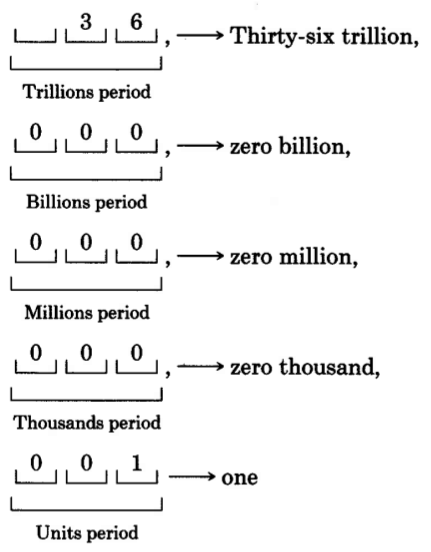 3 6 , → Thirty-six trillion,
Trillions period
0 0 0 , → zero billion,
Billions period
0 0 0 , → zero million,
Millions period
0 0 0 , → zero thousand,
Thousands period
0 0 1 → one
Units period